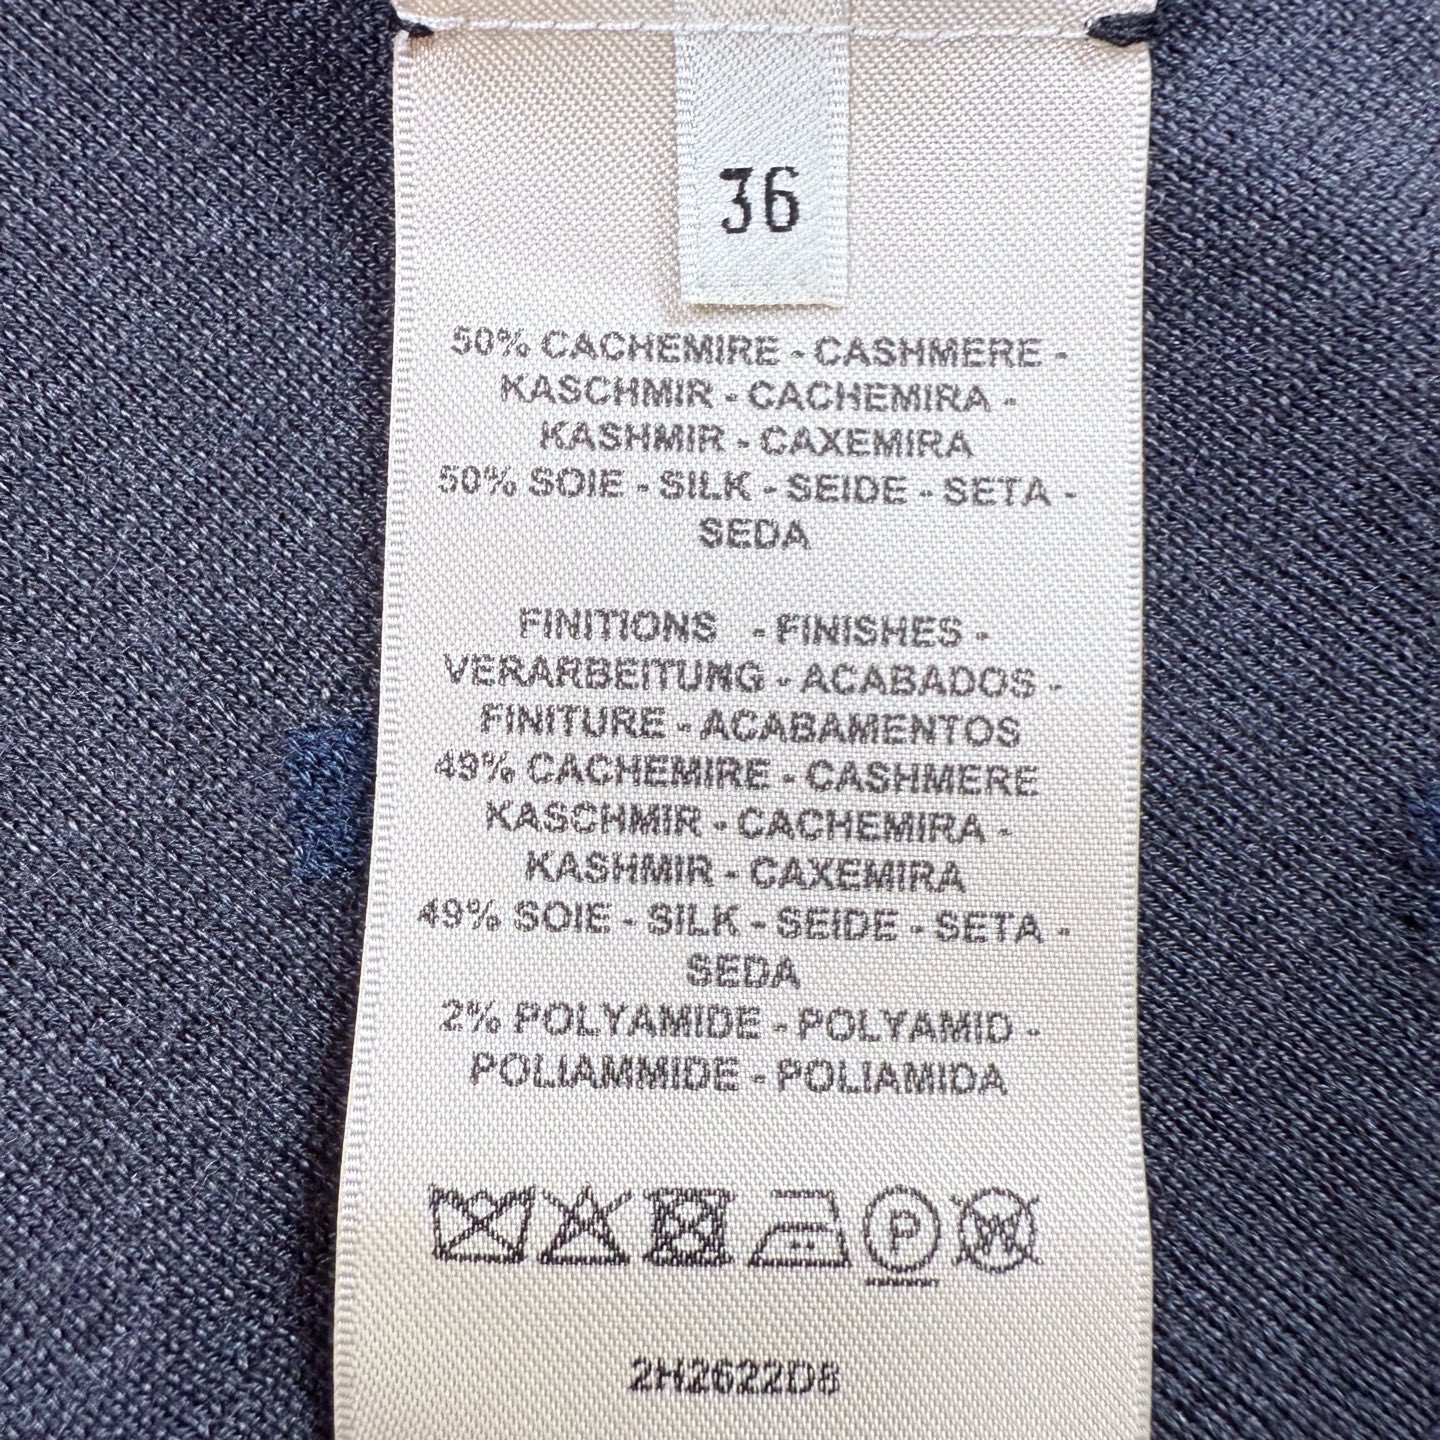 36
50% CACHEMIRE - CASHMERE -
KASCHMIR - CACHEMIRA -
KASHMIR - CAXEMIRA
50% SOIE - SILK - SEIDE - SETA -
SEDA
FINITIONS - FINISHES -
VERARBEITUNG - ACABADOS -
FINITURE - ACABAMENTOS
49% CACHEMIRE - CASHMERE
KASCHMIR - CACHEMIRA -
KASHMIR - CAXEMIRA
49% SOIE - SILK - SEIDE - SETA -
SEDA
2% POLYAMIDE - POLYAMID -
POLIAMMIDE - POLIAMIDA
P W
2H2622D8